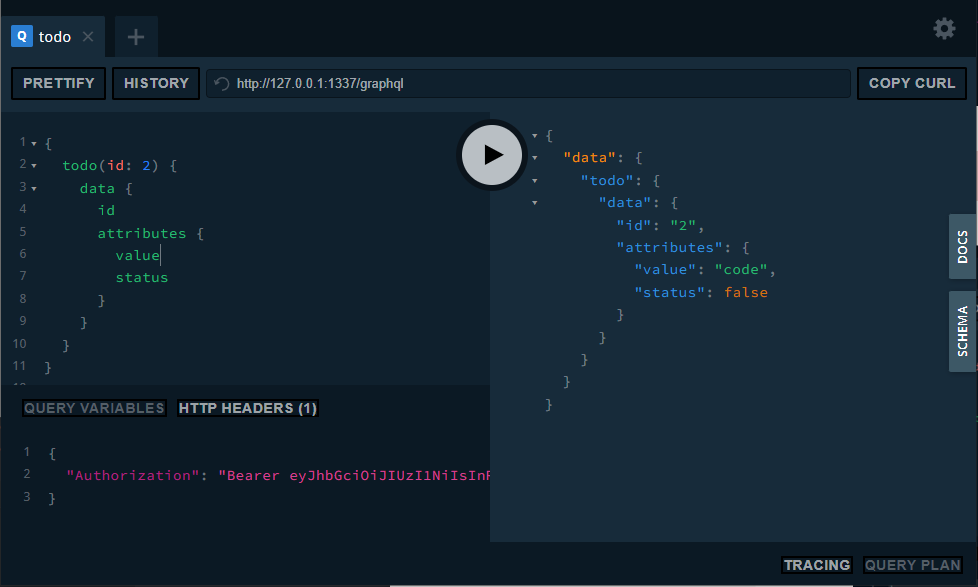 Q todo
PRETTIFY HISTORY http://127.0.0.1:1337/graphql COPY CURL
1 {
2 todo(id: 2) {
3 data {
4 id
5 attributes {
6 value
7 status
8 }
9 }
10 }
11 }
{
"data": {
"todo": {
"data": {
"id": "2",
"attributes": {
"value": "code",
"status": false
}
}
}
}
}
DOCS
SCHEMA
QUERY VARIABLES HTTP HEADERS (1)
1 {
2 "Authorization": "Bearer eyJhbGciOiJIUzI1NiIsInR
3 }
TRACING QUERY PLAN